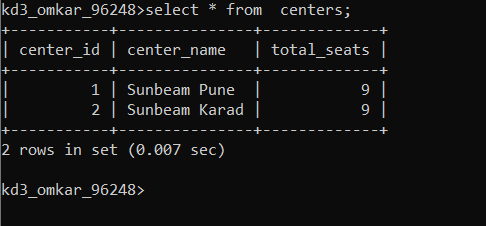 kd3_omkar_96248>select * from  centers;
+-----------+---------------+-------------+
| center_id | center_name   | total_seats |
+-----------+---------------+-------------+
|         1 | Sunbeam Pune  |           9 |
|         2 | Sunbeam Karad |           9 |
+-----------+---------------+-------------+
2 rows in set (0.007 sec)
kd3_omkar_96248>